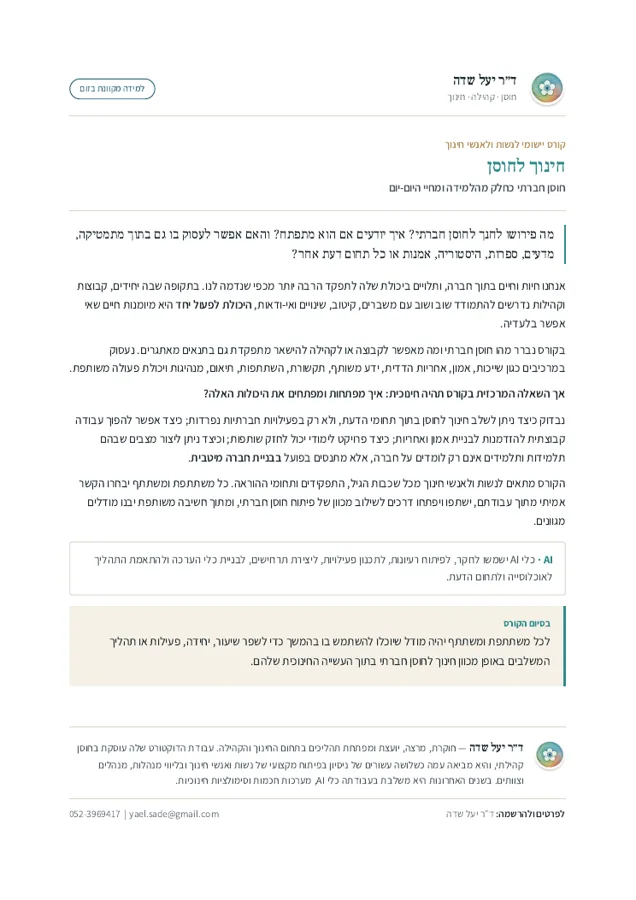 ד״ר יעל שדה
חוסן · קהילה · חינוך
למידה מקוונת בזום
קורס יישומי לנשות ולאנשי חינוך
חינוך לחוסן
חוסן חברתי כחלק מהלמידה ומחיי היום-יום
מה פירושו לחנך לחוסן חברתי? איך יודעים אם הוא מתפתח? והאם אפשר לעסוק בו גם בתוך מתמטיקה,
מדעים, ספרות, היסטוריה, אמנות או כל תחום דעת אחר?
אנחנו חיות וחיים בתוך חברה, ותלויים ביכולת שלה לתפקד הרבה יותר מכפי שנדמה לנו. בתקופה שבה יחידים, קבוצות
וקהילות נדרשים להתמודד שוב ושוב עם משברים, קיטוב, שינויים ואי-ודאות, היכולת לפעול יחד היא מיומנות חיים שאי
אפשר בלעדיה.
בקורס נברר מהו חוסן חברתי ומה מאפשר לקבוצה או לקהילה להישאר מתפקדת גם בתנאים מאתגרים. נעסוק
במרכיבים כגון שייכות, אמון, אחריות הדדית, ידע משותף, תקשורת, השתתפות, תיאום, מנהיגות ויכולת פעולה משותפת.
אך השאלה המרכזית בקורס תהיה חינוכית: איך מפתחות ומפתחים את היכולות האלה?
נבדוק כיצד ניתן לשלב חינוך לחוסן בתוך תחומי הדעת, ולא רק בפעילויות חברתיות נפרדות; כיצד אפשר להפוך עבודה
קבוצתית להזדמנות לבניית אמון ואחריות; כיצד פרויקט לימודי יכול לחזק שותפות; וכיצד ניתן ליצור מצבים שבהם
תלמידות ותלמידים אינם רק לומדים על חברה, אלא מתנסים בפועל בבניית חברה מיטבית.
הקורס מתאים לנשות ולאנשי חינוך מכל שכבות הגיל, התפקידים ותחומי ההוראה. כל משתתפת ומשתתף יבחרו הקשר
אמיתי מתוך עבודתם, ישתפו ויפתחו דרכים לשילוב מכוון של פיתוח חוסן חברתי, ומתוך חשיבה משותפת יבנו מודלים
מגוונים.
AI · כלי AI ישמשו לחקר, לפיתוח רעיונות, לתכנון פעילויות, ליצירת תרחישים, לבניית כלי הערכה ולהתאמת התהליך
לאוכלוסייה ולתחום הדעת.
בסיום הקורס
לכל משתתפת ומשתתף יהיה מודל שיוכלו להשתמש בו בהמשך כדי לשפר שיעור, יחידה, פעילות או תהליך
המשלבים באופן מכוון חינוך לחוסן חברתי בתוך העשייה החינוכית שלהם.
ד״ר יעל שדה — חוקרת, מרצה, יועצת ומפתחת תהליכים בתחום החינוך והקהילה. עבודת הדוקטורט שלה עוסקת בחוסן
קהילתי, והיא מביאה עמה כשלושה עשורים של ניסיון בפיתוח מקצועי של נשות ואנשי חינוך ובליווי מנהלות, מנהלים
וצוותים. בשנים האחרונות היא משלבת בעבודתה כלי AI, מערכות חכמות וסימולציות חינוכיות.
לפרטים ולהרשמה: ד״ר יעל שדה
052-3969417 | yael.sade@gmail.com